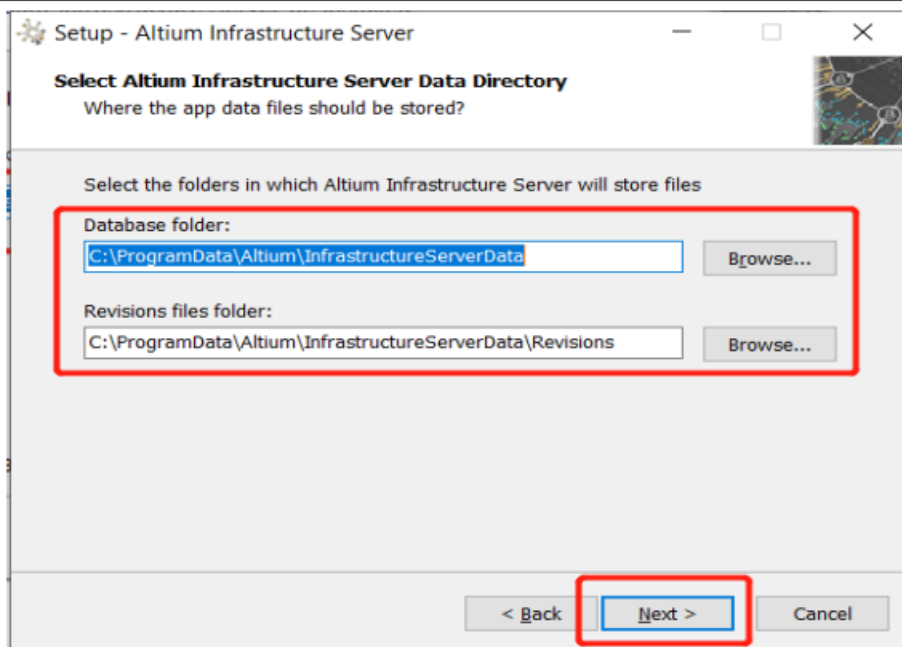 Setup - Altium Infrastructure Server
Select Altium Infrastructure Server Data Directory
Where the app data files should be stored?
Select the folders in which Altium Infrastructure Server will store files
Database folder:
C:\ProgramData\Altium\InfrastructureServerData
Browse...
Revisions files folder:
C:\ProgramData\Altium\InfrastructureServerData\Revisions
Browse...
< Back
Next >
Cancel